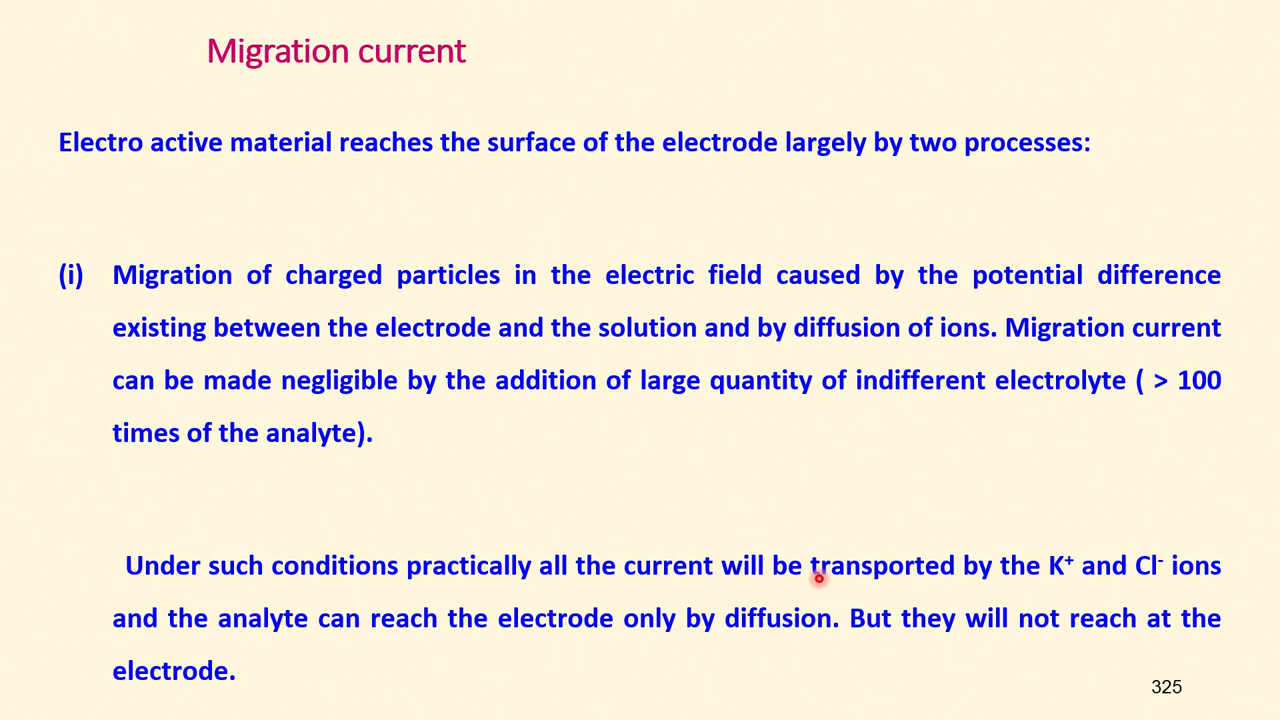 Migration current
Electro active material reaches the surface of the electrode largely by two processes:
(i) Migration of charged particles in the electric field caused by the potential difference
existing between the electrode and the solution and by diffusion of ions. Migration current
can be made negligible by the addition of large quantity of indifferent electrolyte ( > 100
times of the analyte).
Under such conditions practically all the current will be transported by the K⁺ and Cl⁻ ions
and the analyte can reach the electrode only by diffusion. But they will not reach at the
electrode.
325